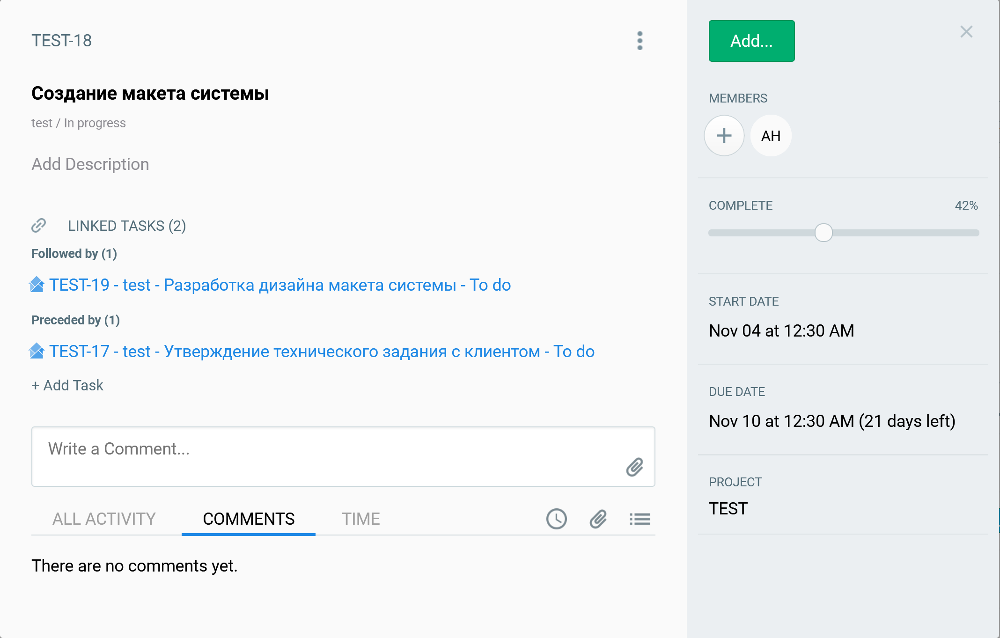 TEST-18
Создание макета системы
test / In progress
Add Description
LINKED TASKS (2)
Followed by (1)
TEST-19 - test - Разработка дизайна макета системы - To do
Preceded by (1)
TEST-17 - test - Утверждение технического задания с клиентом - To do
+ Add Task
Write a Comment...
ALL ACTIVITY COMMENTS TIME
There are no comments yet.
Add...
MEMBERS
AH
COMPLETE 42%
START DATE
Nov 04 at 12:30 AM
DUE DATE
Nov 10 at 12:30 AM (21 days left)
PROJECT
TEST